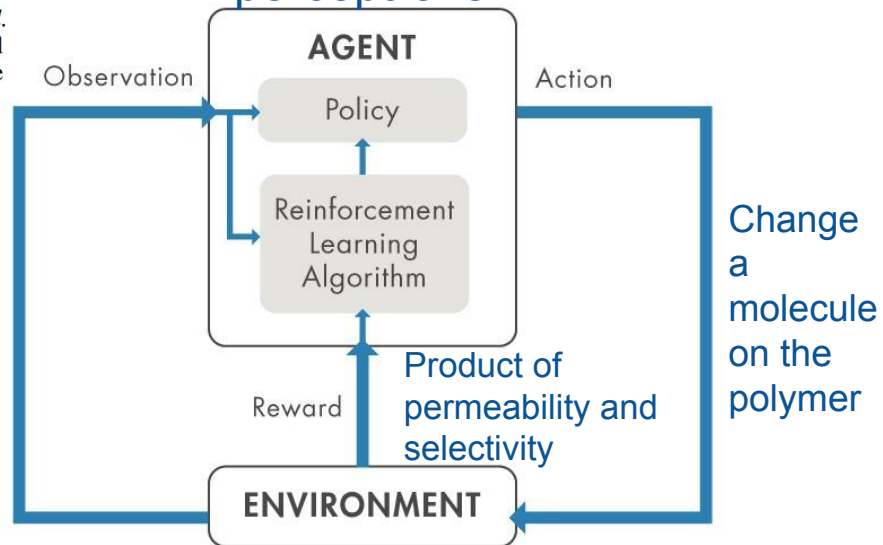 AGENT
Observation
Action
Policy
Reinforcement
Learning
Algorithm
Change
a
molecule
on the
polymer
Product of
permeability and
selectivity
Reward
ENVIRONMENT